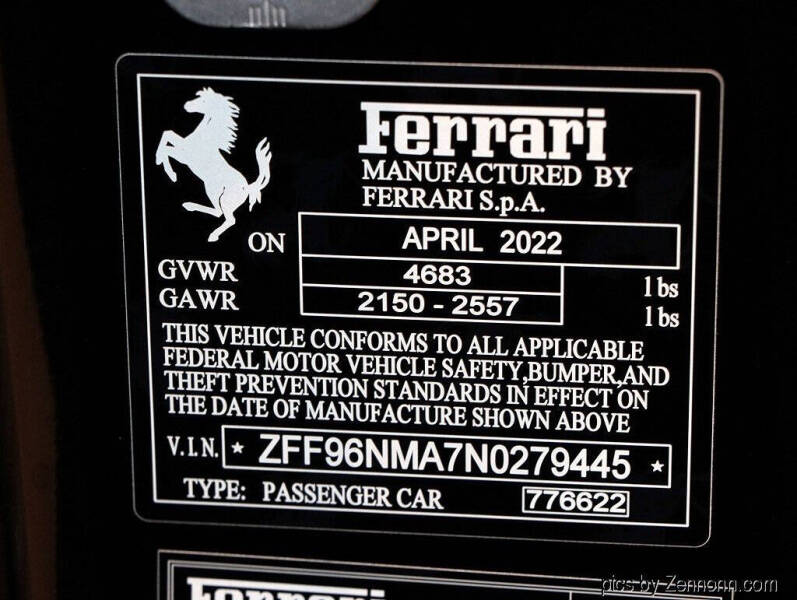 Ferrari
MANUFACTURED BY
FERRARI S.p.A.
ON APRIL 2022
GVWR 4683 lbs
GAWR 2150 - 2557 lbs
THIS VEHICLE CONFORMS TO ALL APPLICABLE
FEDERAL MOTOR VEHICLE SAFETY,BUMPER,AND
THEFT PREVENTION STANDARDS IN EFFECT ON
THE DATE OF MANUFACTURE SHOWN ABOVE
V.I.N. * ZFF96NMA7N0279445 *
TYPE: PASSENGER CAR 776622
Ferrari
pics by Zennonn.com